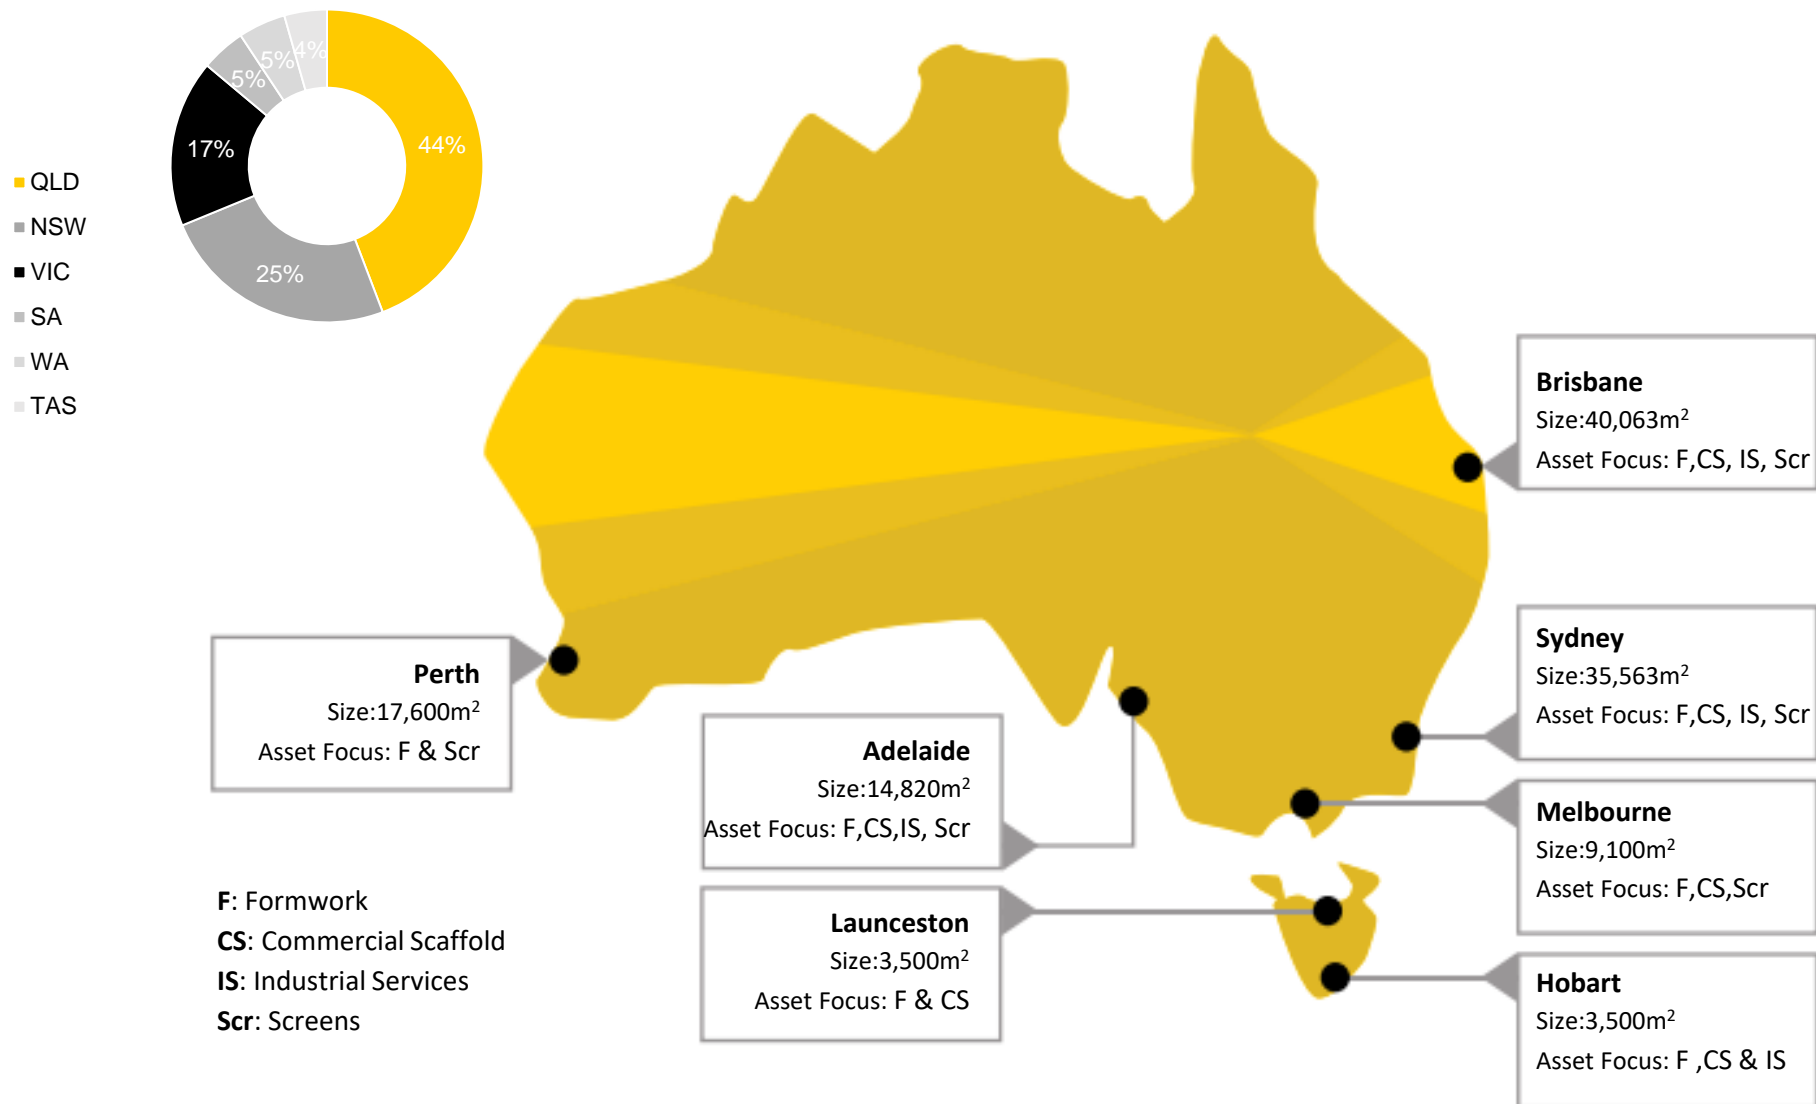 4%
5%
5%
44%
17%
25%
QLD
NSW
VIC
SA
WA
TAS
Brisbane
Size:40,063m²
Asset Focus: F,CS, IS, Scr
Sydney
Size:35,563m²
Asset Focus: F,CS, IS, Scr
Perth
Size:17,600m²
Asset Focus: F & Scr
Adelaide
Size:14,820m²
Asset Focus: F,CS,IS, Scr
Melbourne
Size:9,100m²
Asset Focus: F,CS,Scr
Launceston
Size:3,500m²
Asset Focus: F & CS
Hobart
Size:3,500m²
Asset Focus: F ,CS & IS
F: Formwork
CS: Commercial Scaffold
IS: Industrial Services
Scr: Screens